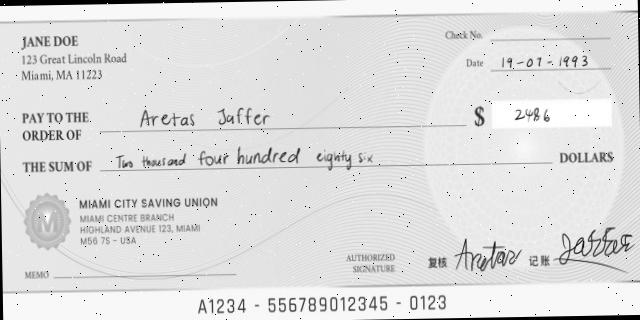 JANE DOE
123 Great Lincoln Road
Miami, MA 11223
Check No.
Date 19-07-1993
PAY TO THE
ORDER OF Aretas Jaffer $ 2486
THE SUM OF Two thousand four hundred eighty six DOLLARS
MIAMI CITY SAVING UNION
MIAMI CENTRE BRANCH
HIGHLAND AVENUE 123, MIAMI
M56 7S - USA
MEMO
AUTHORIZED
SIGNATURE
复核 Aretas 记账 Jaffer
A1234 - 556789012345 - 0123